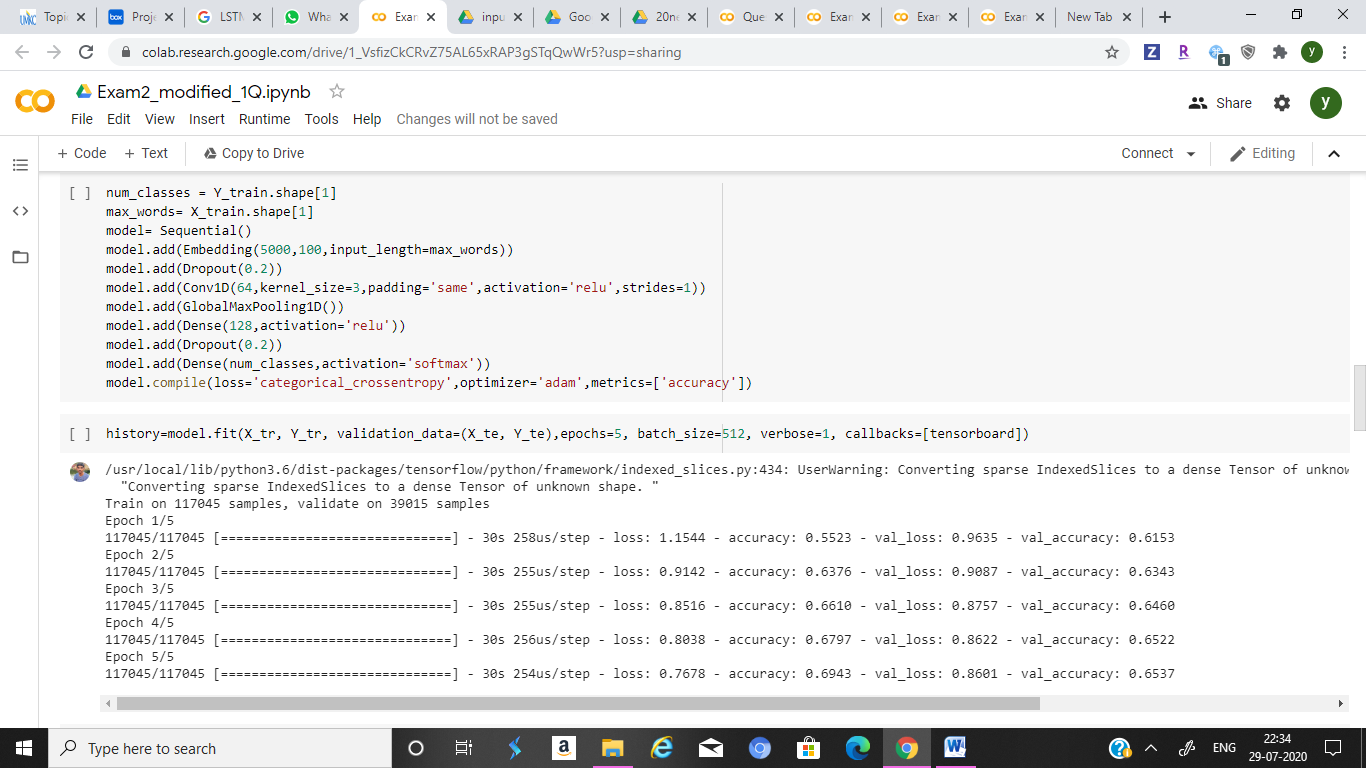 Topi
box
Proje
LSTM
Wha
Exar
inpu
Goo
20ne
Que
Exar
Exar
Exar
New Tab
colab.research.google.com/drive/1_VsfizCkCRvZ75AL65xRAP3gSTqQwWr5?usp=sharing
Z
R
1
y
Exam2_modified_1Q.ipynb
Share
y
File Edit View Insert Runtime Tools Help Changes will not be saved
+ Code + Text Copy to Drive
Connect
Editing
[ ] num_classes = Y_train.shape[1]
max_words= X_train.shape[1]
model= Sequential()
model.add(Embedding(5000,100,input_length=max_words))
model.add(Dropout(0.2))
model.add(Conv1D(64,kernel_size=3,padding='same',activation='relu',strides=1))
model.add(GlobalMaxPooling1D())
model.add(Dense(128,activation='relu'))
model.add(Dropout(0.2))
model.add(Dense(num_classes,activation='softmax'))
model.compile(loss='categorical_crossentropy',optimizer='adam',metrics=['accuracy'])
[ ] history=model.fit(X_tr, Y_tr, validation_data=(X_te, Y_te),epochs=5, batch_size=512, verbose=1, callbacks=[tensorboard])
/usr/local/lib/python3.6/dist-packages/tensorflow/python/framework/indexed_slices.py:434: UserWarning: Converting sparse IndexedSlices to a dense Tensor of unknow
"Converting sparse IndexedSlices to a dense Tensor of unknown shape. "
Train on 117045 samples, validate on 39015 samples
Epoch 1/5
117045/117045 [==============================] - 30s 258us/step - loss: 1.1544 - accuracy: 0.5523 - val_loss: 0.9635 - val_accuracy: 0.6153
Epoch 2/5
117045/117045 [==============================] - 30s 255us/step - loss: 0.9142 - accuracy: 0.6376 - val_loss: 0.9087 - val_accuracy: 0.6343
Epoch 3/5
117045/117045 [==============================] - 30s 255us/step - loss: 0.8516 - accuracy: 0.6610 - val_loss: 0.8757 - val_accuracy: 0.6460
Epoch 4/5
117045/117045 [==============================] - 30s 256us/step - loss: 0.8038 - accuracy: 0.6797 - val_loss: 0.8622 - val_accuracy: 0.6522
Epoch 5/5
117045/117045 [==============================] - 30s 254us/step - loss: 0.7678 - accuracy: 0.6943 - val_loss: 0.8601 - val_accuracy: 0.6537
Type here to search
ENG
22:34
29-07-2020